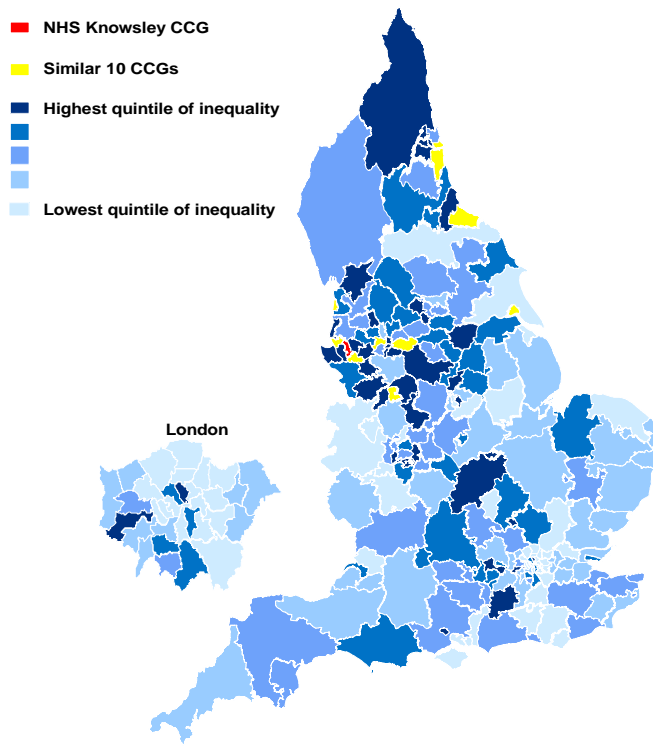 NHS Knowsley CCG
Similar 10 CCGs
Highest quintile of inequality
Lowest quintile of inequality
London